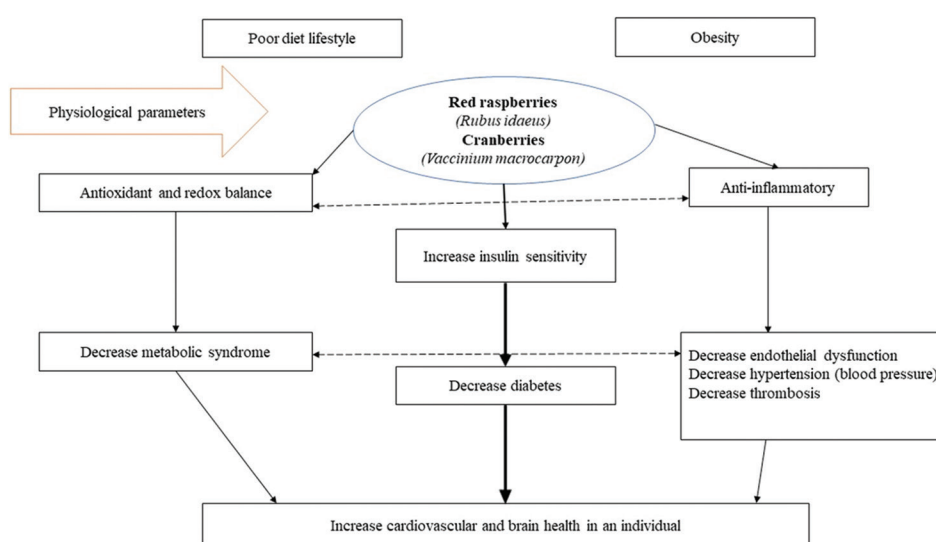 Poor diet lifestyle
Obesity
Physiological parameters
Red raspberries
(Rubus idaeus)
Cranberries
(Vaccinium macrocarpon)
Antioxidant and redox balance
Anti-inflammatory
Increase insulin sensitivity
Decrease metabolic syndrome
Decrease endothelial dysfunction
Decrease hypertension (blood pressure)
Decrease thrombosis
Decrease diabetes
Increase cardiovascular and brain health in an individual